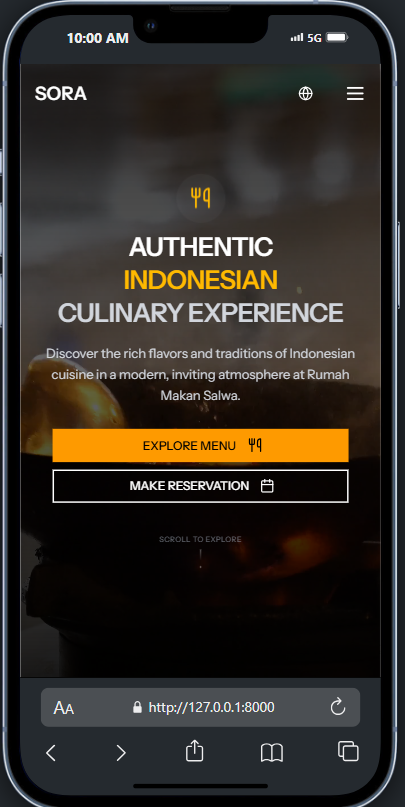 10:00 AM
5G
SORA
AUTHENTIC
INDONESIAN
CULINARY EXPERIENCE
Discover the rich flavors and traditions of Indonesian
cuisine in a modern, inviting atmosphere at Rumah
Makan Salwa.
EXPLORE MENU
MAKE RESERVATION
SCROLL TO EXPLORE
AA
http://127.0.0.1:8000